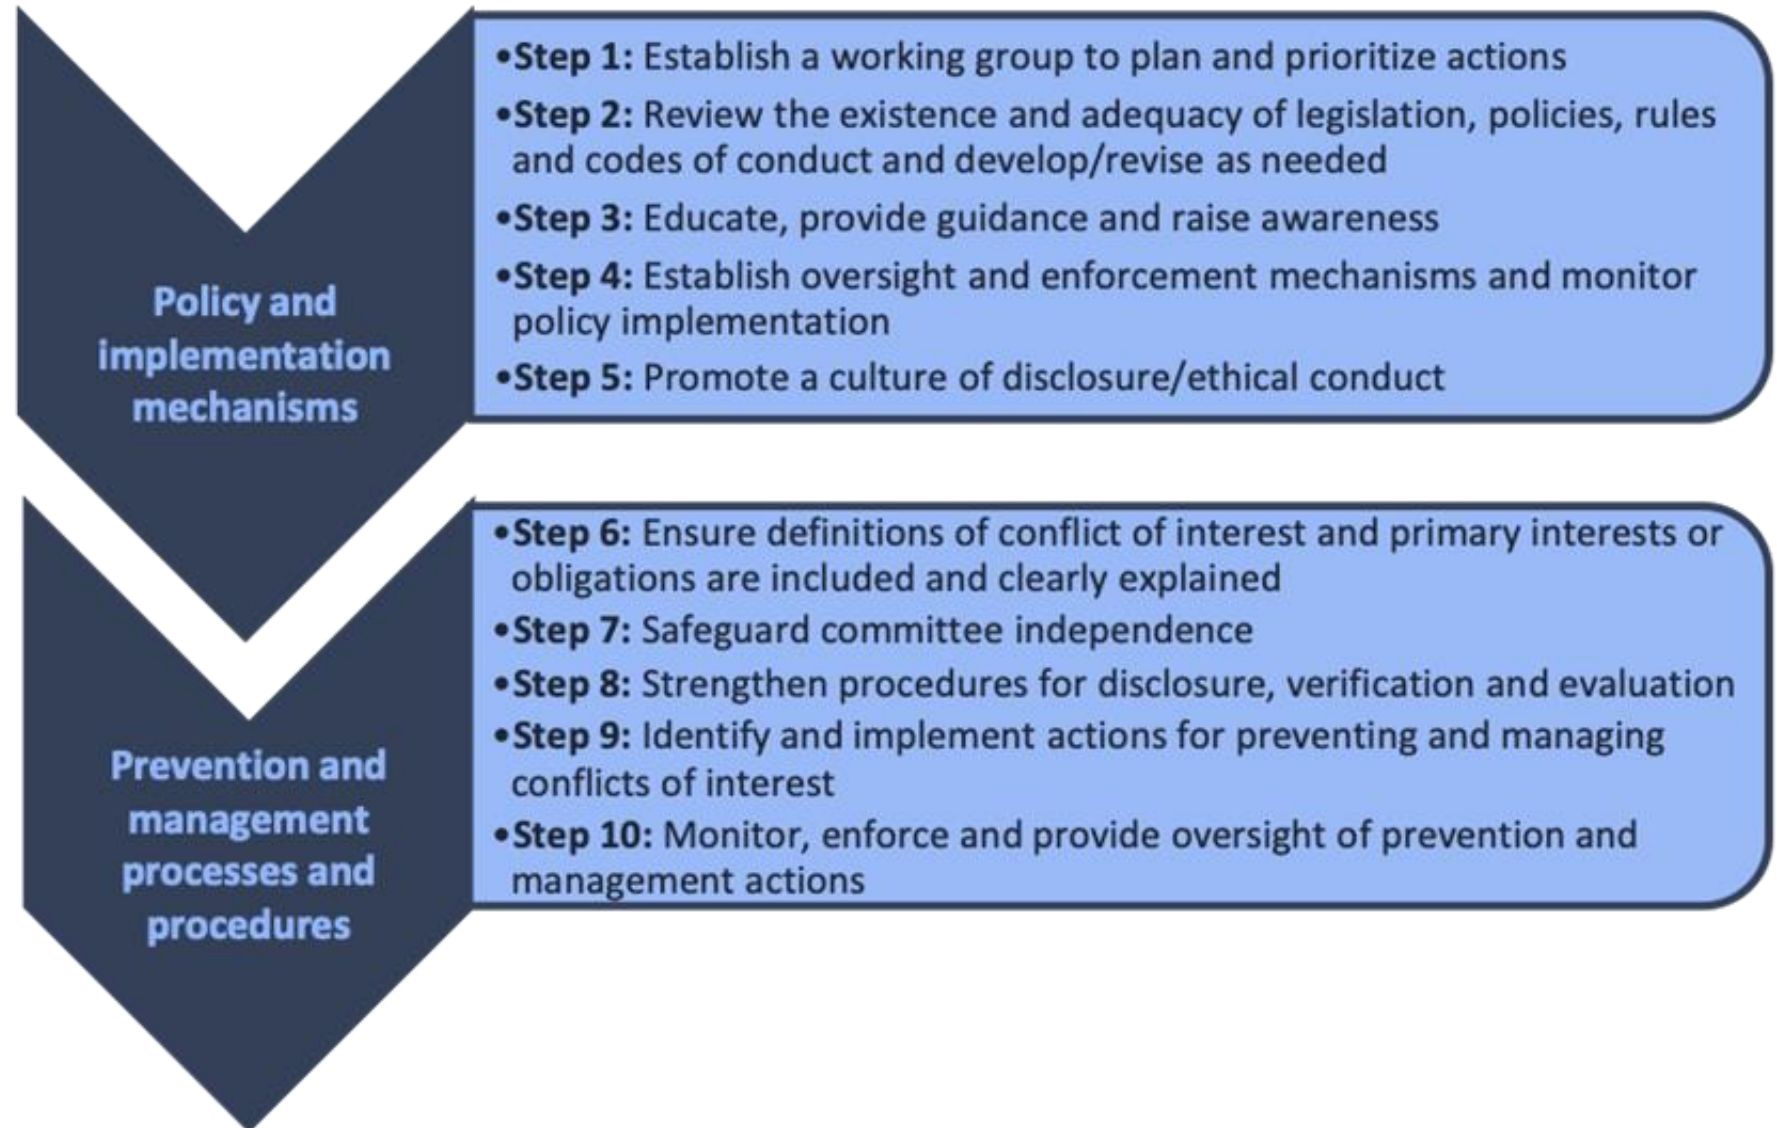 Policy and
implementation
mechanisms
•Step 1: Establish a working group to plan and prioritize actions
•Step 2: Review the existence and adequacy of legislation, policies, rules
and codes of conduct and develop/revise as needed
•Step 3: Educate, provide guidance and raise awareness
•Step 4: Establish oversight and enforcement mechanisms and monitor
policy implementation
•Step 5: Promote a culture of disclosure/ethical conduct
Prevention and
management
processes and
procedures
•Step 6: Ensure definitions of conflict of interest and primary interests or
obligations are included and clearly explained
•Step 7: Safeguard committee independence
•Step 8: Strengthen procedures for disclosure, verification and evaluation
•Step 9: Identify and implement actions for preventing and managing
conflicts of interest
•Step 10: Monitor, enforce and provide oversight of prevention and
management actions